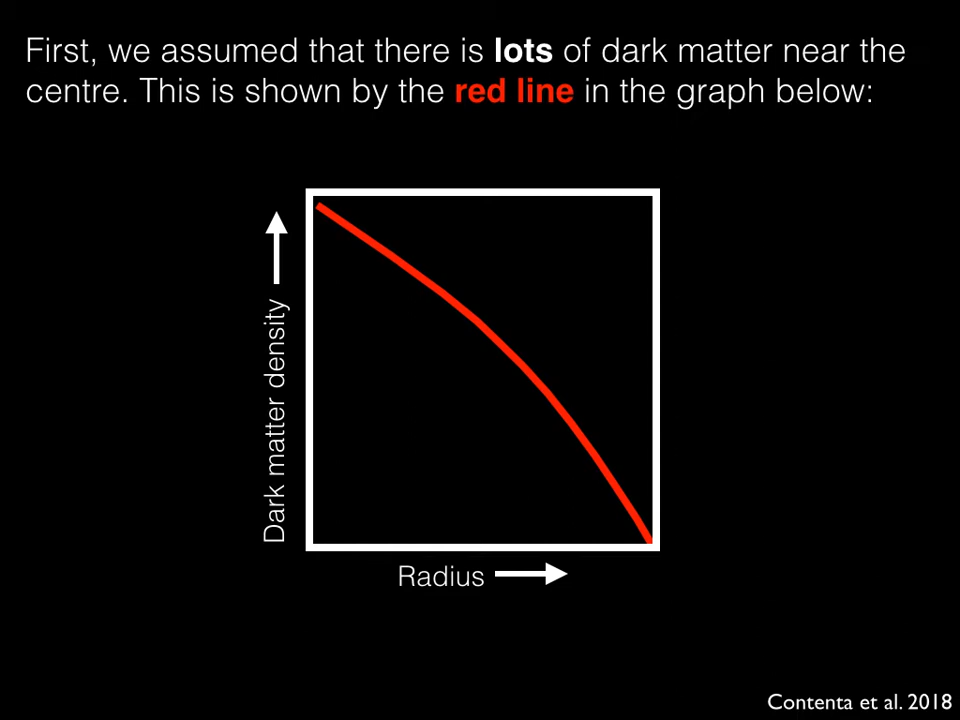 First, we assumed that there is lots of dark matter near the
centre. This is shown by the red line in the graph below:
Dark matter density
Radius
Contenta et al. 2018